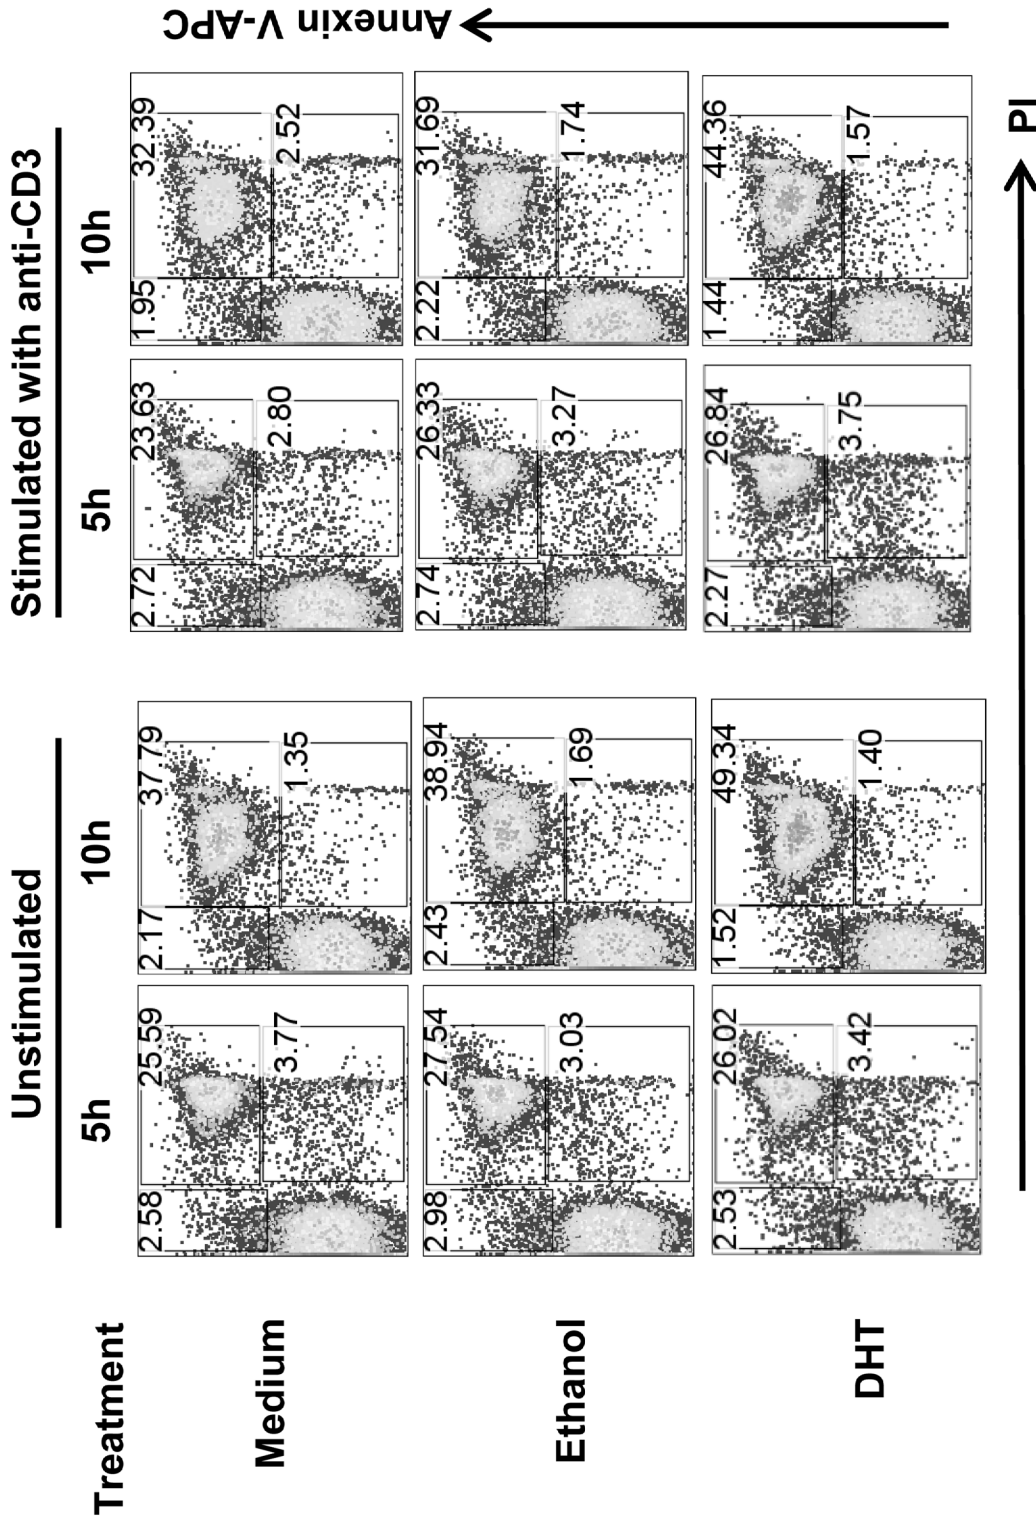 Unstimulated Stimulated with anti-CD3
Treatment 5h 10h 5h 10h
Medium
2.58 25.59 3.77
2.17 37.79 1.35
2.72 23.63 2.80
1.95 32.39 2.52
Ethanol
2.98 27.54 3.03
2.43 38.94 1.69
2.74 26.33 3.27
2.22 31.69 1.74
DHT
2.53 26.02 3.42
1.52 49.34 1.40
2.27 26.84 3.75
1.44 44.36 1.57
Annexin V-APC
PI